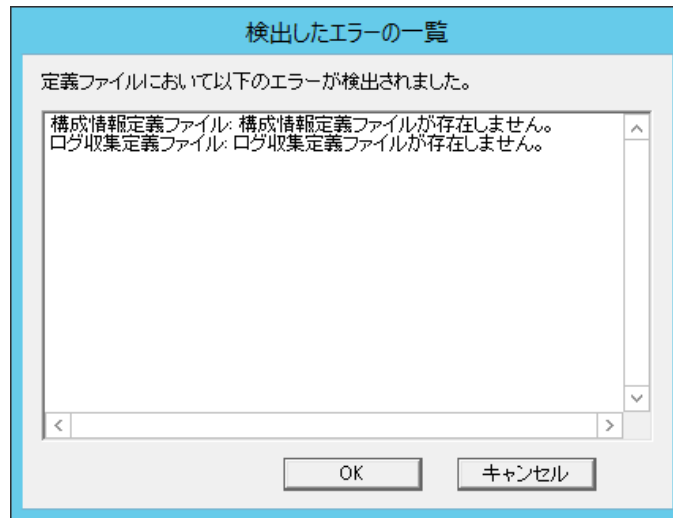 検出したエラーの一覧
定義ファイルにおいて以下のエラーが検出されました。
構成情報定義ファイル: 構成情報定義ファイルが存在しません。
ログ収集定義ファイル: ログ収集定義ファイルが存在しません。
OK キャンセル